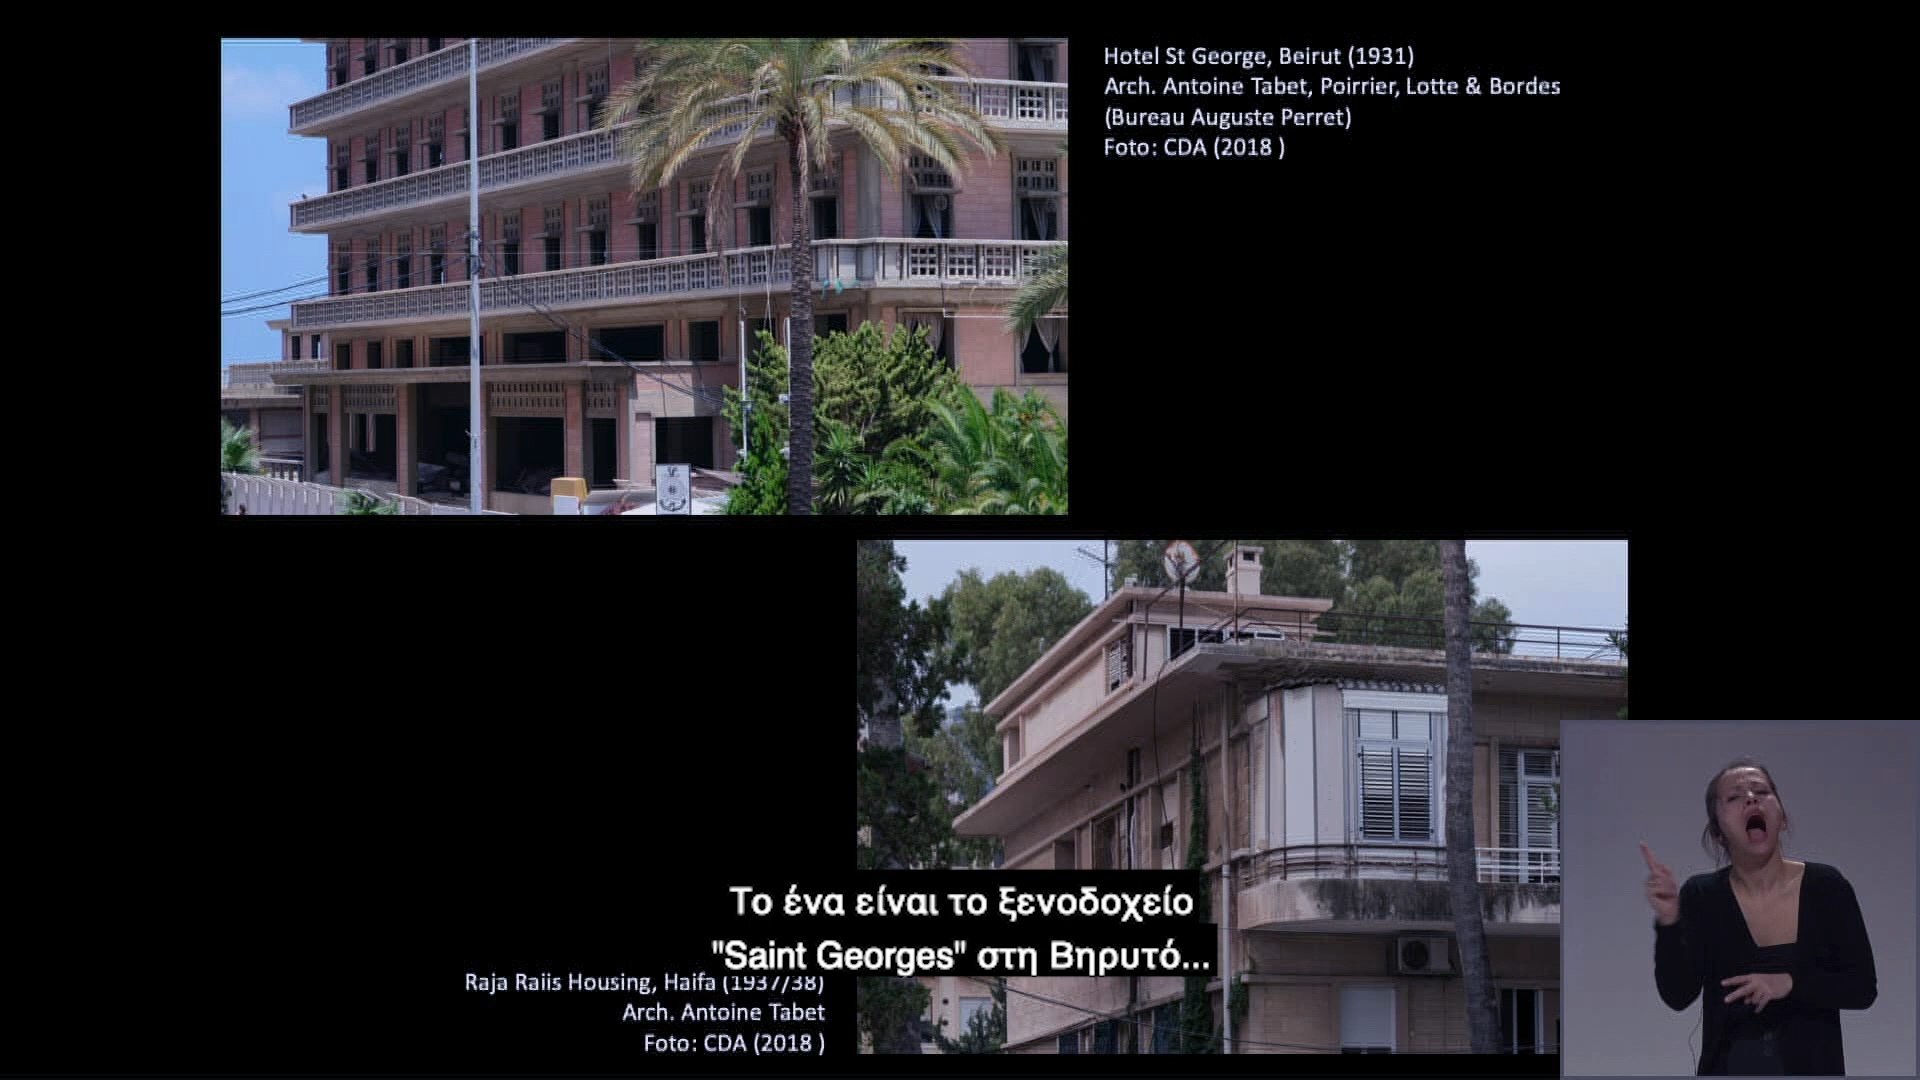 Hotel St George, Beirut (1931)
Arch. Antoine Tabet, Poirrier, Lotte & Bordes
(Bureau Auguste Perret)
Foto: CDA (2018 )
Το ένα είναι το ξενοδοχείο
"Saint Georges" στη Βηρυτό...
Raja Raiis Housing, Haifa (1937/38)
Arch. Antoine Tabet
Foto: CDA (2018 )